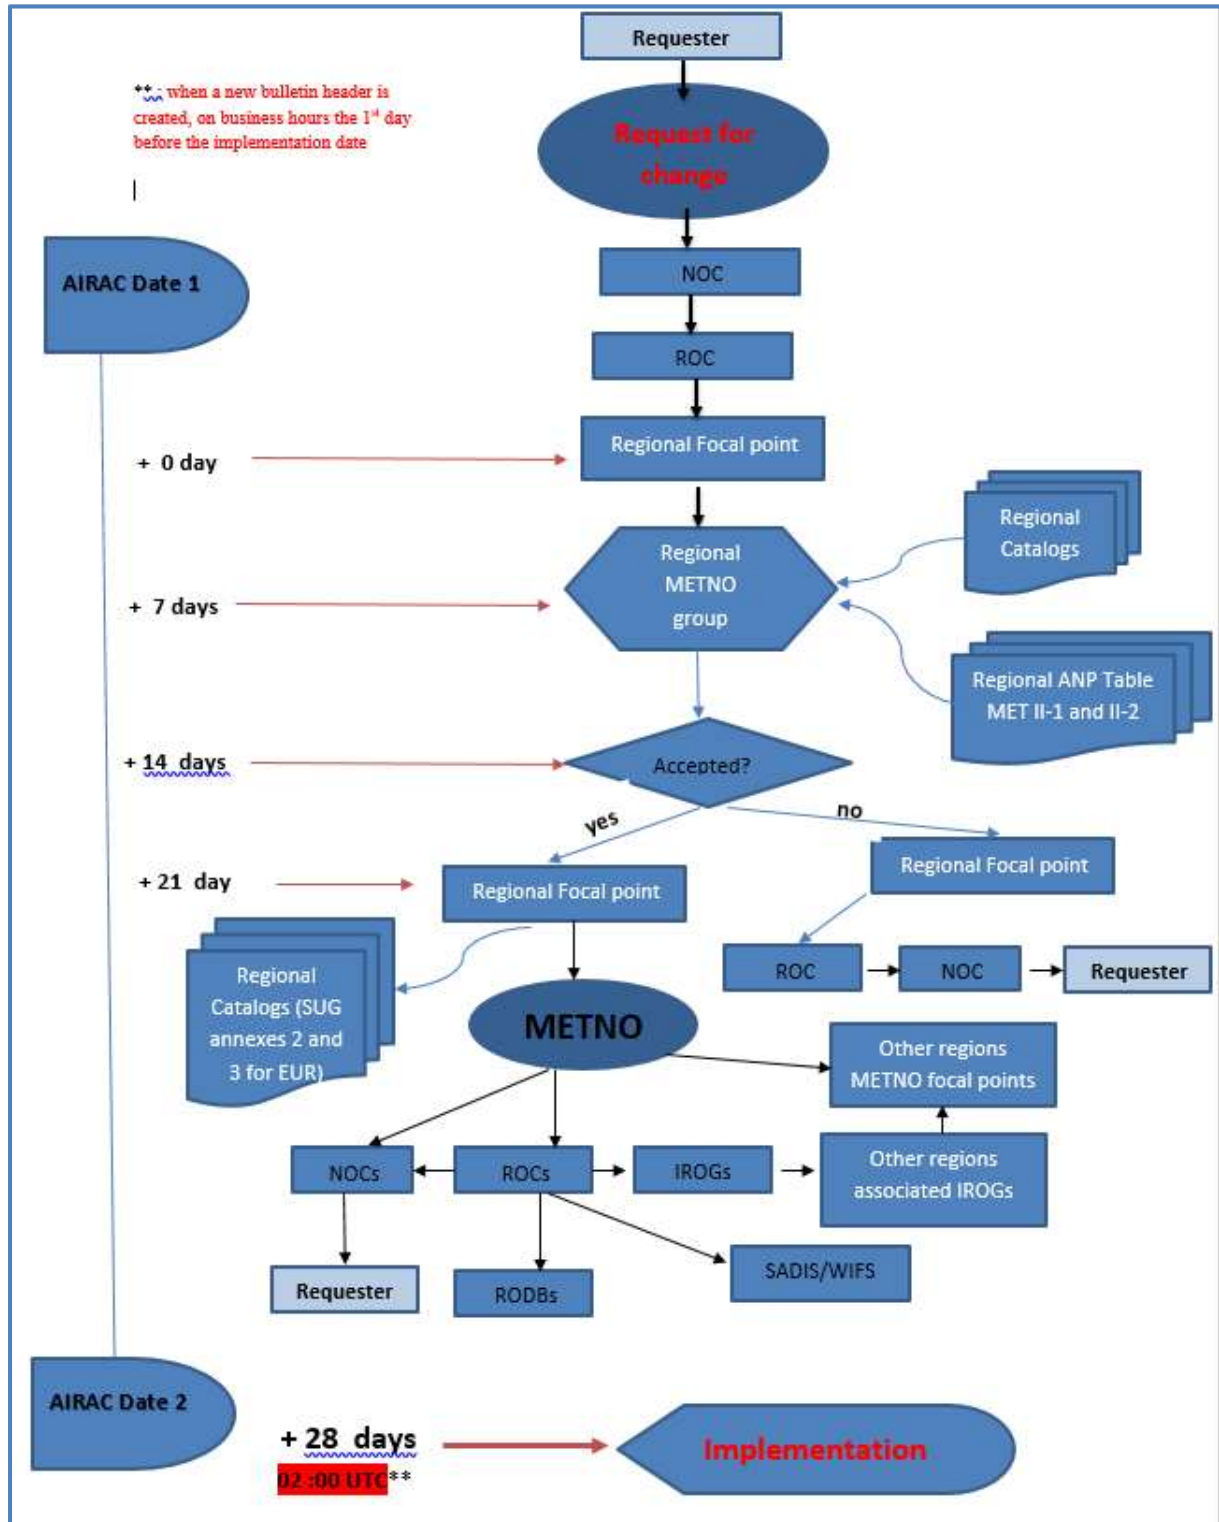 Requester
** : when a new bulletin header is
created, on business hours the 1st day
before the implementation date
Request for
change
AIRAC Date 1
NOC
ROC
Regional Focal point
+ 0 day
Regional
METNO
group
Regional
Catalogs
+ 7 days
Regional ANP Table
MET II-1 and II-2
+ 14 days
Accepted?
yes
no
+ 21 day
Regional Focal point
Regional Focal point
Regional
Catalogs (SUG
annexes 2 and
3 for EUR)
ROC
NOC
Requester
METNO
Other regions
METNO focal points
NOCs
ROCs
IROGs
Other regions
associated IROGs
Requester
RODBs
SADIS/WIFS
AIRAC Date 2
+ 28 days
02 :00 UTC**
Implementation